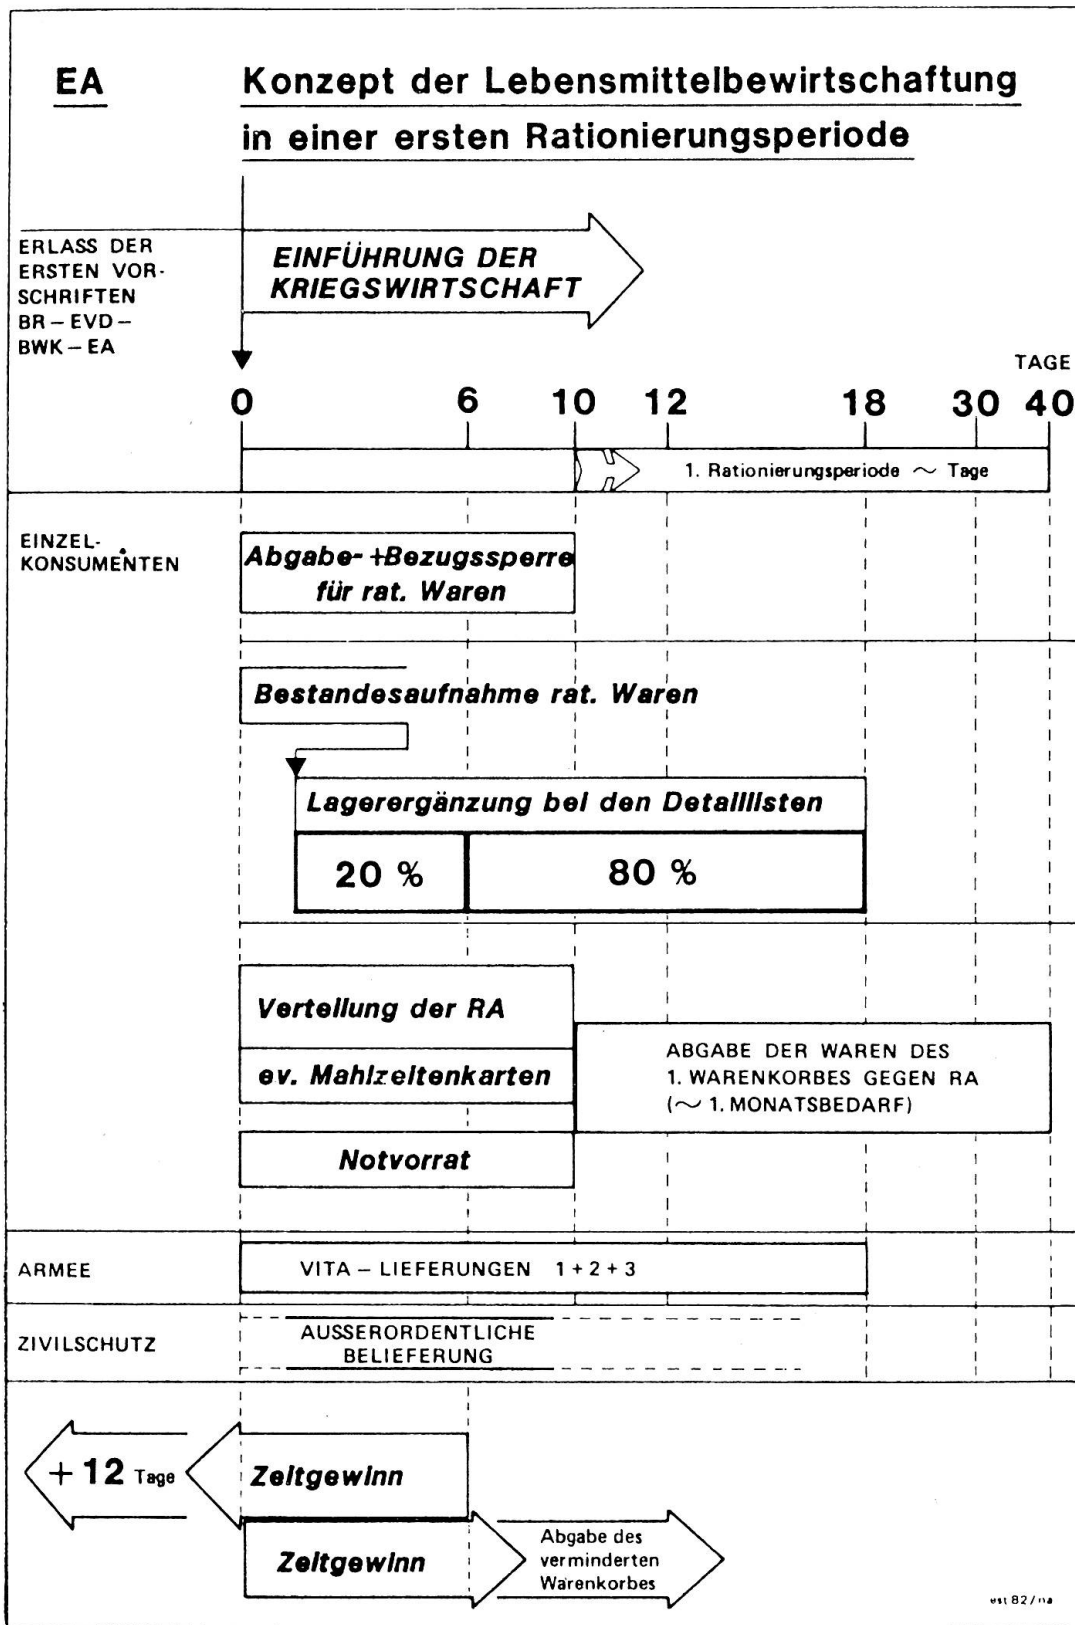 EA
Konzept der Lebensmittelbewirtschaftung
in einer ersten Rationierungsperiode
ERLASS DER
ERSTEN VOR-
SCHRIFTEN
BR – EVD –
BWK – EA
EINFÜHRUNG DER
KRIEGSWIRTSCHAFT
TAGE
0 6 10 12 18 30 40
1. Rationierungsperiode ~ Tage
EINZEL-
KONSUMENTEN
Abgabe- +Bezugssperre
für rat. Waren
Bestandesaufnahme rat. Waren
Lagerergänzung bei den Detaillisten
20 % 80 %
Verteilung der RA
ev. Mahlzeitenkarten
Notvorrat
ABGABE DER WAREN DES
1. WARENKORBES GEGEN RA
(~ 1. MONATSBEDARF)
ARMEE
VITA – LIEFERUNGEN 1 + 2 + 3
ZIVILSCHUTZ
AUSSERORDENTLICHE
BELIEFERUNG
+ 12 Tage
Zeitgewinn
Zeitgewinn
Abgabe des
verminderten
Warenkorbes
est 82 / na